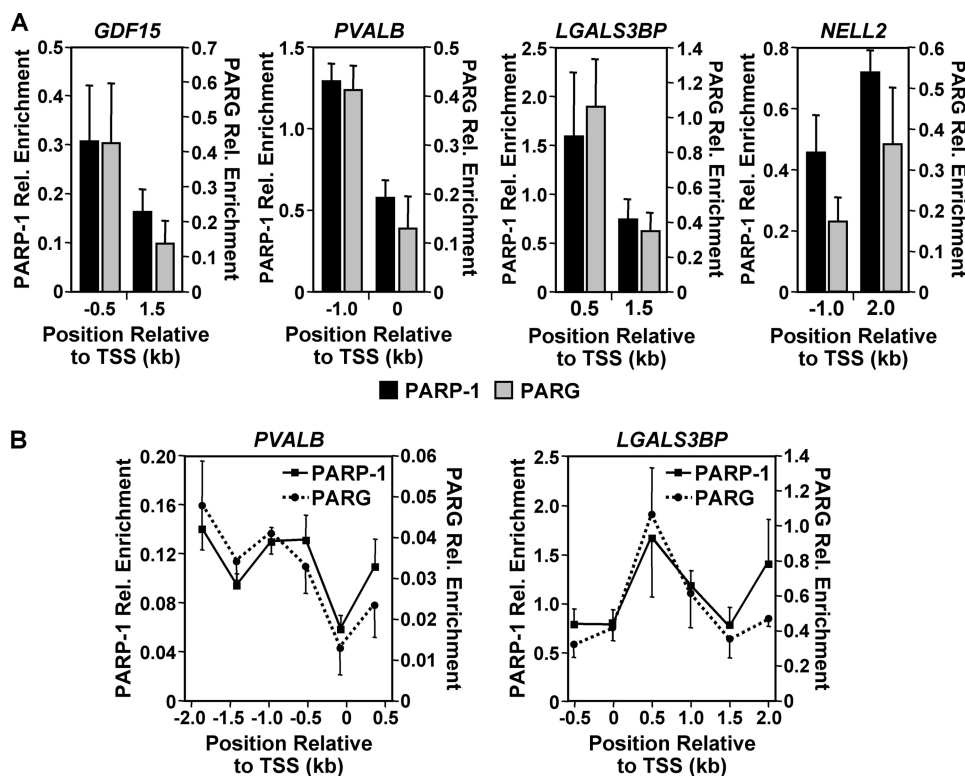 A
GDF15
PVALB
LGALS3BP
NELL2
PARP-1 Rel. Enrichment
0.5
0.4
0.3
0.2
0.1
0
0.7
0.6
0.5
0.4
0.3
0.2
0.1
0
PARG Rel. Enrichment
-0.5 1.5
Position Relative
to TSS (kb)
PARP-1 Rel. Enrichment
1.5
1.0
0.5
0
0.4
0.3
0.2
0.1
0
PARG Rel. Enrichment
-1.0 0
Position Relative
to TSS (kb)
PARP-1 Rel. Enrichment
2.5
2.0
1.5
1.0
0.5
0
1.4
1.2
1.0
0.8
0.6
0.4
0.2
0
PARG Rel. Enrichment
0.5 1.5
Position Relative
to TSS (kb)
PARP-1 Rel. Enrichment
0.8
0.6
0.4
0.2
0
0.6
0.5
0.4
0.3
0.2
0.1
0
PARG Rel. Enrichment
-1.0 2.0
Position Relative
to TSS (kb)
PARP-1 PARG
B
PVALB
PARP-1 Rel. Enrichment
0.20
0.16
0.12
0.08
0.04
0
PARP-1
PARG
0.06
0.05
0.04
0.03
0.02
0.01
0
PARG Rel. Enrichment
-2.0 -1.5 -1.0 -0.5 0 0.5
Position Relative
to TSS (kb)
LGALS3BP
PARP-1 Rel. Enrichment
2.5
2.0
1.5
1.0
0.5
0
PARP-1
PARG
1.4
1.2
1.0
0.8
0.6
0.4
0.2
0
PARG Rel. Enrichment
-0.5 0 0.5 1.0 1.5 2.0
Position Relative
to TSS (kb)